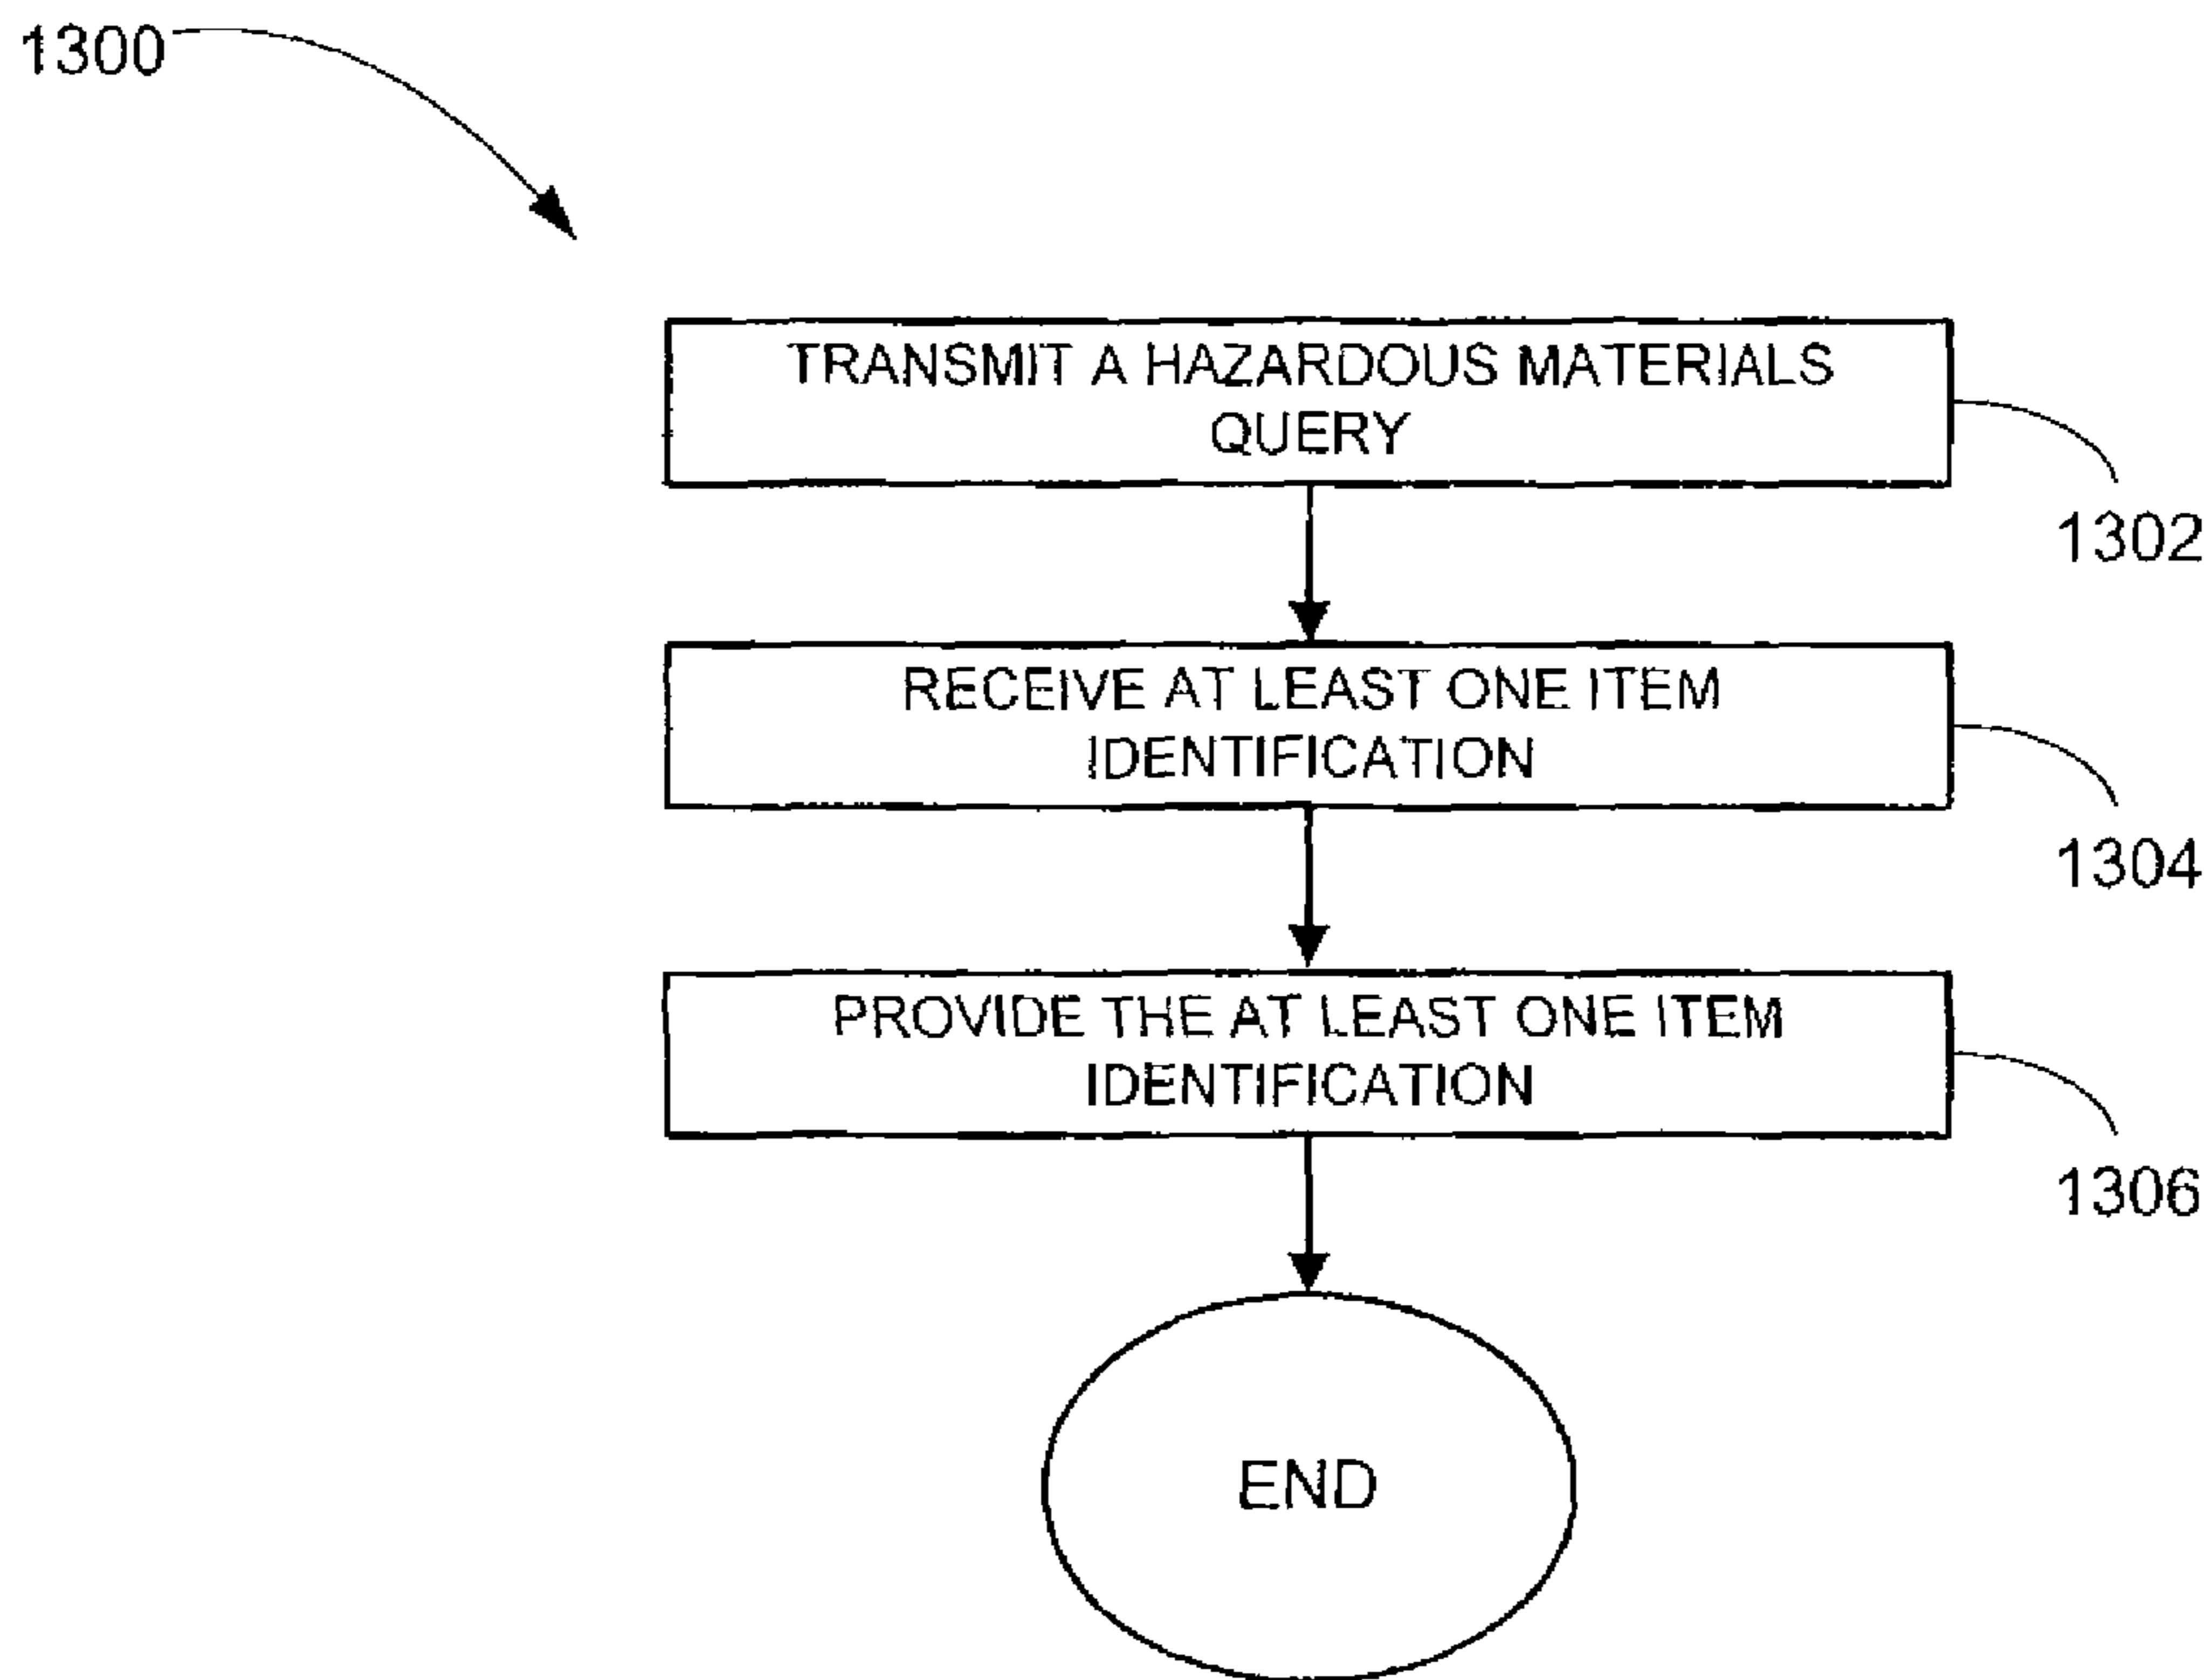 1300
TRANSMIT A HAZARDOUS MATERIALS
QUERY
1302
RECEIVE AT LEAST ONE ITEM
IDENTIFICATION
1304
PROVIDE THE AT LEAST ONE ITEM
IDENTIFICATION
1306
END